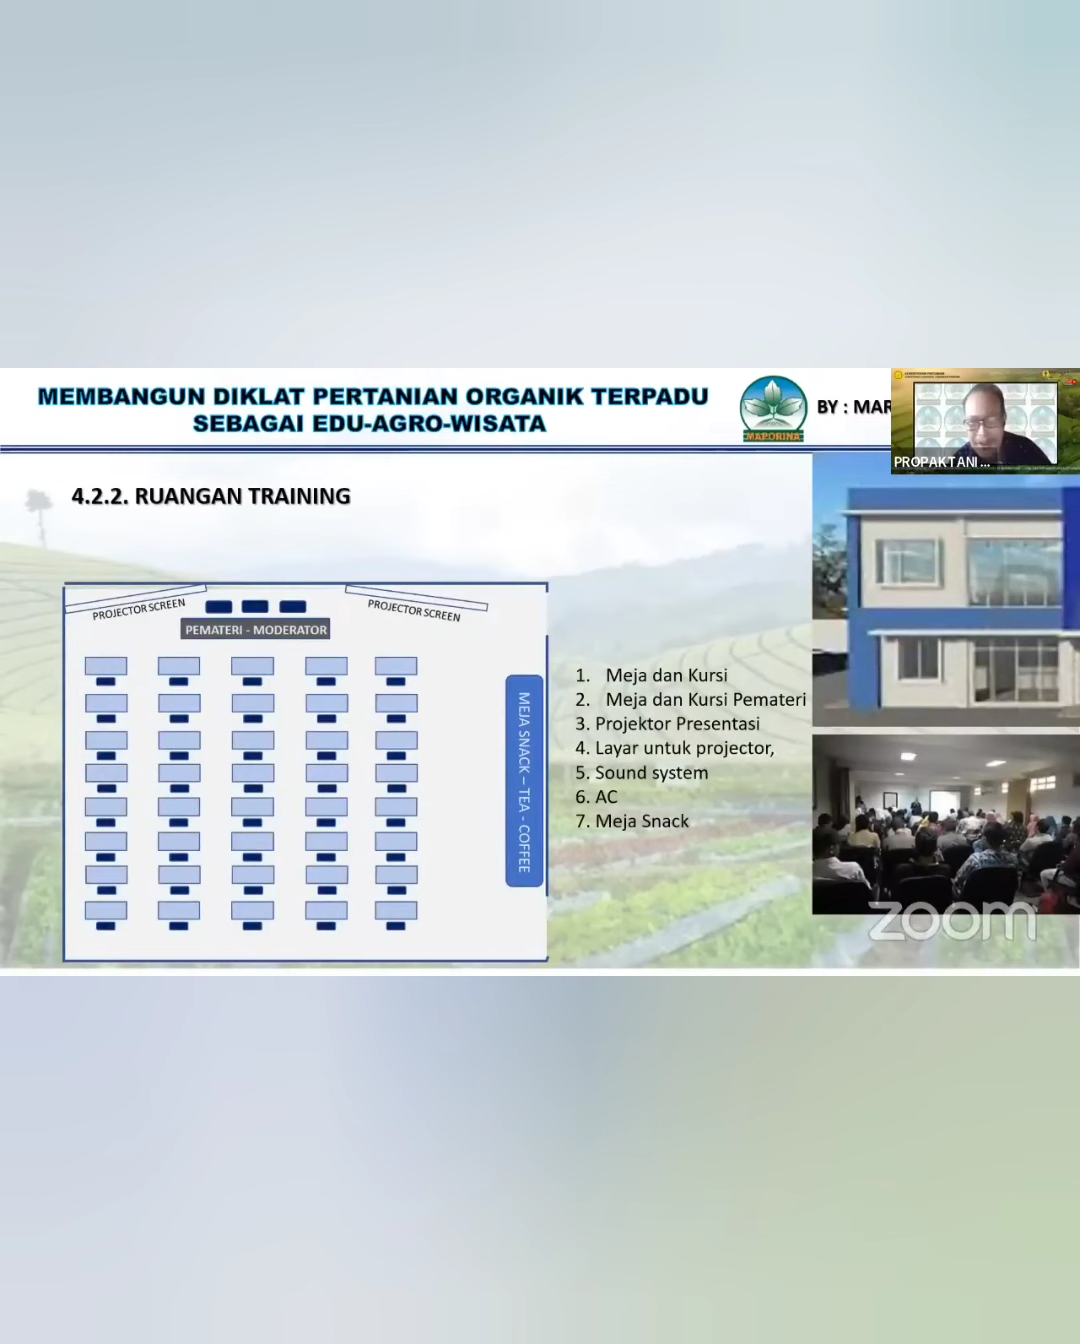 MEMBANGUN DIKLAT PERTANIAN ORGANIK TERPADU
SEBAGAI EDU-AGRO-WISATA
MAPORINA
BY : MAR
PROPAKTANI ...
4.2.2. RUANGAN TRAINING
PROJECTOR SCREEN
PROJECTOR SCREEN
PEMATERI - MODERATOR
MEJA SNACK – TEA - COFFEE
1. Meja dan Kursi
2. Meja dan Kursi Pemateri
3. Projektor Presentasi
4. Layar untuk projector,
5. Sound system
6. AC
7. Meja Snack
zoom